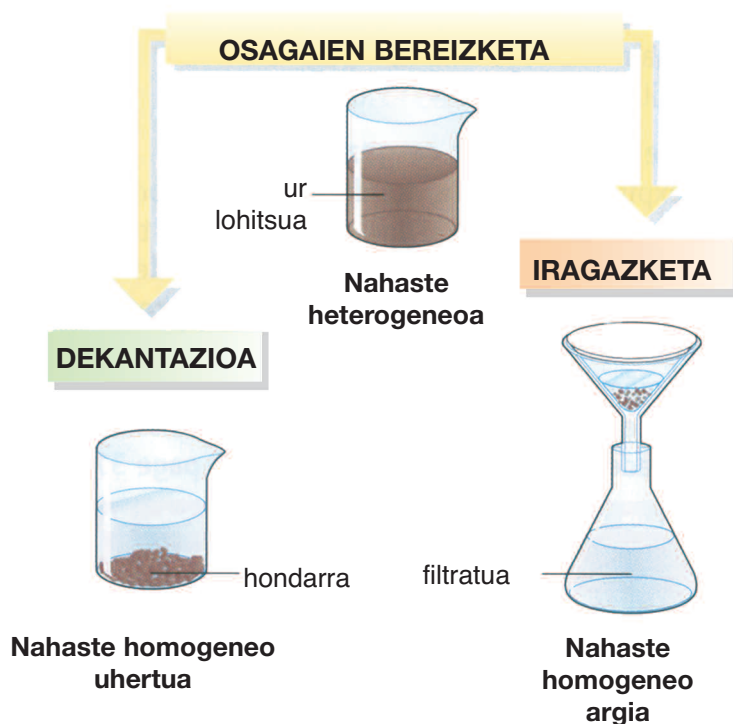 OSAGAIEN BEREIZKETA
ur
lohitsua
Nahaste
heterogeneoa
IRAGAZKETA
DEKANTAZIOA
hondarra
filtratua
Nahaste homogeneo
uhertua
Nahaste
homogeneo
argia